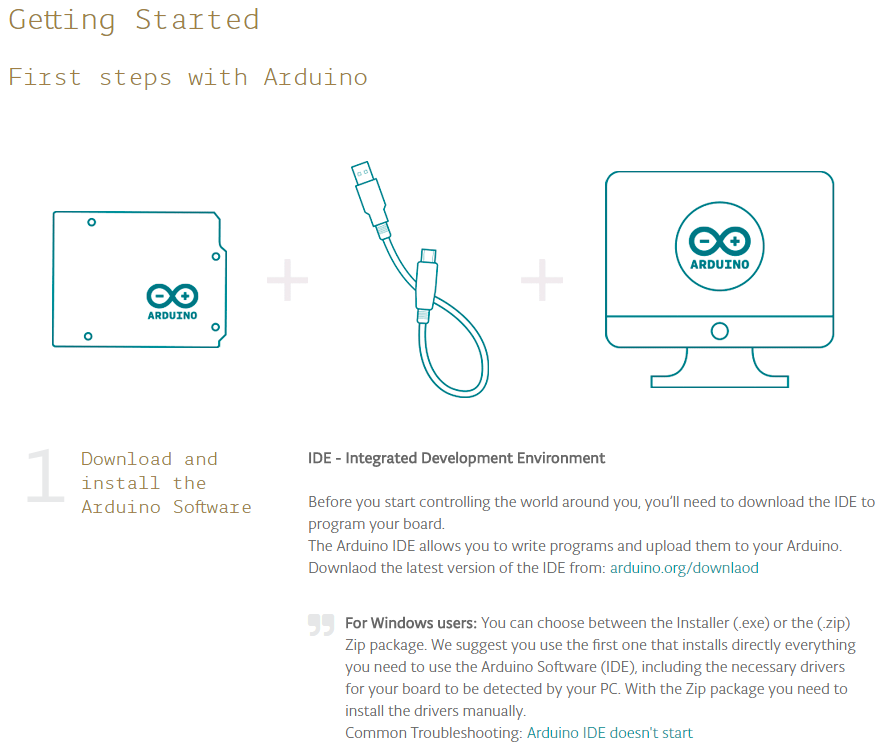 Getting Started
First steps with Arduino
ARDUINO
ARDUINO
1
Download and
install the
Arduino Software
IDE - Integrated Development Environment
Before you start controlling the world around you, you’ll need to download the IDE to
program your board.
The Arduino IDE allows you to write programs and upload them to your Arduino.
Downlaod the latest version of the IDE from: arduino.org/downlaod
For Windows users: You can choose between the Installer (.exe) or the (.zip)
Zip package. We suggest you use the first one that installs directly everything
you need to use the Arduino Software (IDE), including the necessary drivers
for your board to be detected by your PC. With the Zip package you need to
install the drivers manually.
Common Troubleshooting: Arduino IDE doesn't start